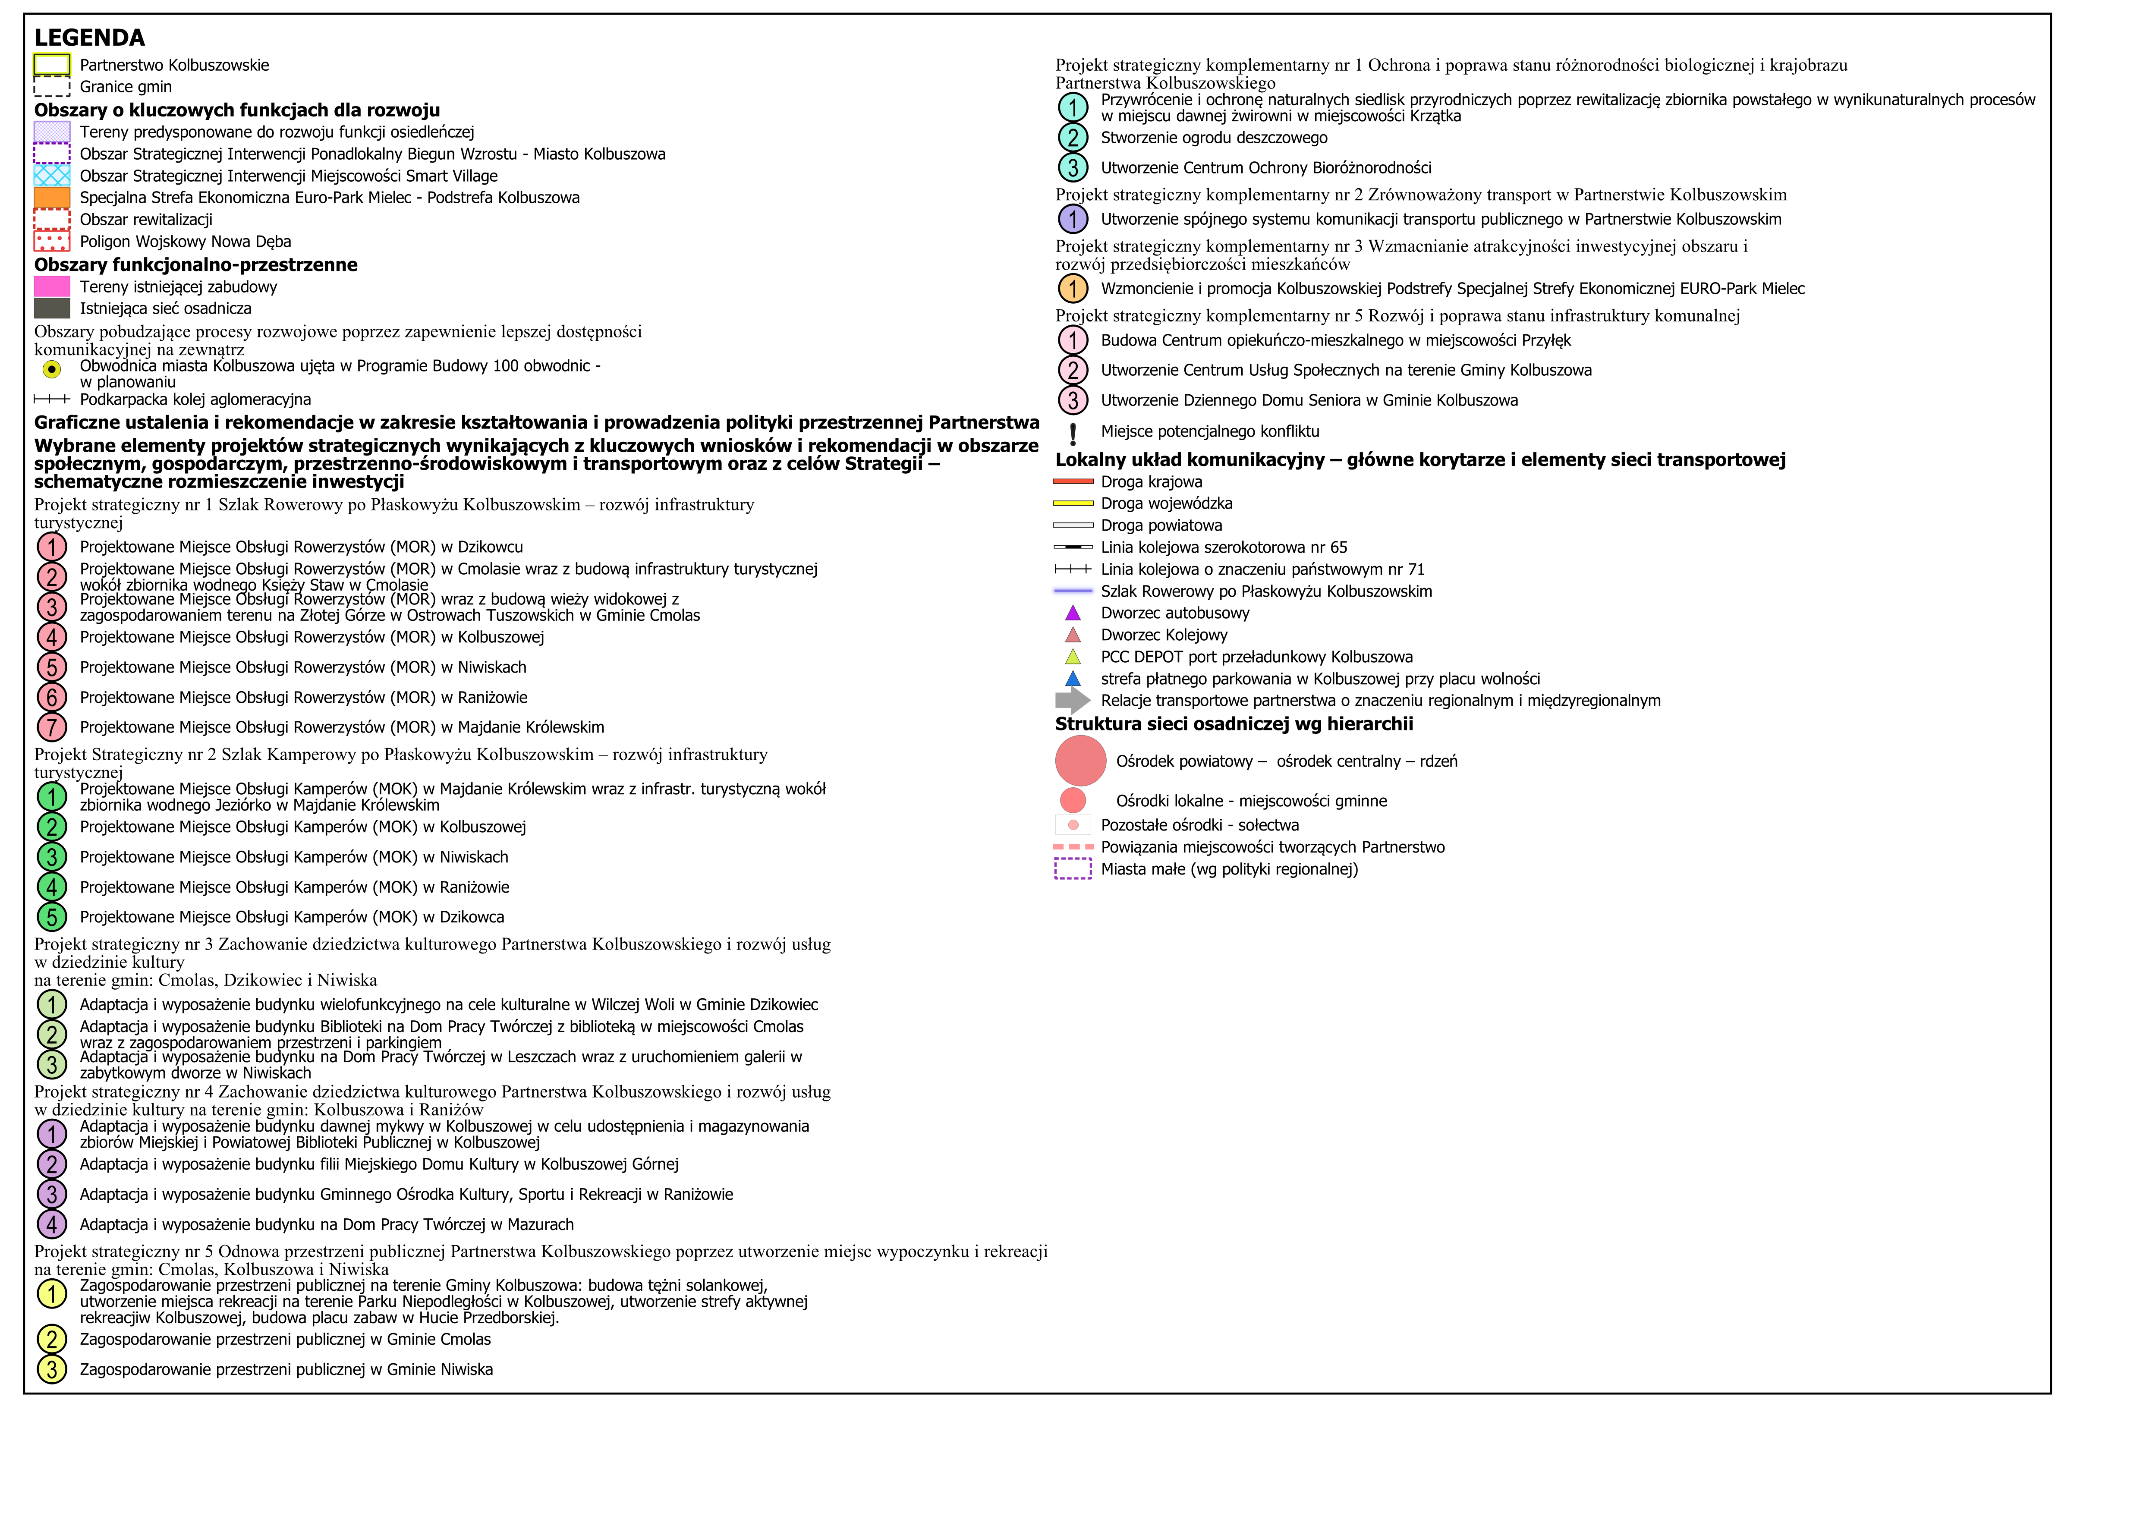 LEGENDA
Partnerstwo Kolbuszowskie
Granice gmin
Obszary o kluczowych funkcjach dla rozwoju
Tereny predysponowane do rozwoju funkcji osiedleńczej
Obszar Strategicznej Interwencji Ponadlokalny Biegun Wzrostu - Miasto Kolbuszowa
Obszar Strategicznej Interwencji Miejscowości Smart Village
Specjalna Strefa Ekonomiczna Euro-Park Mielec - Podstrefa Kolbuszowa
Obszar rewitalizacji
Poligon Wojskowy Nowa Dęba
Obszary funkcjonalno-przestrzenne
Tereny istniejącej zabudowy
Istniejąca sieć osadnicza
Obszary pobudzające procesy rozwojowe poprzez zapewnienie lepszej dostępności
komunikacyjnej na zewnątrz
Obwodnica miasta Kolbuszowa ujęta w Programie Budowy 100 obwodnic -
w planowaniu
Podkarpacka kolej aglomeracyjna
Graficzne ustalenia i rekomendacje w zakresie kształtowania i prowadzenia polityki przestrzennej Partnerstwa
Wybrane elementy projektów strategicznych wynikających z kluczowych wniosków i rekomendacji w obszarze
społecznym, gospodarczym, przestrzenno-środowiskowym i transportowym oraz z celów Strategii –
schematyczne rozmieszczenie inwestycji
Projekt strategiczny nr 1 Szlak Rowerowy po Płaskowyżu Kolbuszowskim – rozwój infrastruktury
turystycznej
1 Projektowane Miejsce Obsługi Rowerzystów (MOR) w Dzikowcu
2 Projektowane Miejsce Obsługi Rowerzystów (MOR) w Cmolasie wraz z budową infrastruktury turystycznej
wokół zbiornika wodnego Księży Staw w Cmolasie
3 Projektowane Miejsce Obsługi Rowerzystów (MOR) wraz z budową wieży widokowej z
zagospodarowaniem terenu na Złotej Górze w Ostrowach Tuszowskich w Gminie Cmolas
4 Projektowane Miejsce Obsługi Rowerzystów (MOR) w Kolbuszowej
5 Projektowane Miejsce Obsługi Rowerzystów (MOR) w Niwiskach
6 Projektowane Miejsce Obsługi Rowerzystów (MOR) w Raniżowie
7 Projektowane Miejsce Obsługi Rowerzystów (MOR) w Majdanie Królewskim
Projekt Strategiczny nr 2 Szlak Kamperowy po Płaskowyżu Kolbuszowskim – rozwój infrastruktury
turystycznej
1 Projektowane Miejsce Obsługi Kamperów (MOK) w Majdanie Królewskim wraz z infrastr. turystyczną wokół
zbiornika wodnego Jeziórko w Majdanie Królewskim
2 Projektowane Miejsce Obsługi Kamperów (MOK) w Kolbuszowej
3 Projektowane Miejsce Obsługi Kamperów (MOK) w Niwiskach
4 Projektowane Miejsce Obsługi Kamperów (MOK) w Raniżowie
5 Projektowane Miejsce Obsługi Kamperów (MOK) w Dzikowca
Projekt strategiczny nr 3 Zachowanie dziedzictwa kulturowego Partnerstwa Kolbuszowskiego i rozwój usług
w dziedzinie kultury
na terenie gmin: Cmolas, Dzikowiec i Niwiska
1 Adaptacja i wyposażenie budynku wielofunkcyjnego na cele kulturalne w Wilczej Woli w Gminie Dzikowiec
2 Adaptacja i wyposażenie budynku Biblioteki na Dom Pracy Twórczej z biblioteką w miejscowości Cmolas
wraz z zagospodarowaniem przestrzeni i parkingiem
3 Adaptacja i wyposażenie budynku na Dom Pracy Twórczej w Leszczach wraz z uruchomieniem galerii w
zabytkowym dworze w Niwiskach
Projekt strategiczny nr 4 Zachowanie dziedzictwa kulturowego Partnerstwa Kolbuszowskiego i rozwój usług
w dziedzinie kultury na terenie gmin: Kolbuszowa i Raniżów
1 Adaptacja i wyposażenie budynku dawnej mykwy w Kolbuszowej w celu udostępnienia i magazynowania
zbiorów Miejskiej i Powiatowej Biblioteki Publicznej w Kolbuszowej
2 Adaptacja i wyposażenie budynku filii Miejskiego Domu Kultury w Kolbuszowej Górnej
3 Adaptacja i wyposażenie budynku Gminnego Ośrodka Kultury, Sportu i Rekreacji w Raniżowie
4 Adaptacja i wyposażenie budynku na Dom Pracy Twórczej w Mazurach
Projekt strategiczny nr 5 Odnowa przestrzeni publicznej Partnerstwa Kolbuszowskiego poprzez utworzenie miejsc wypoczynku i rekreacji
na terenie gmin: Cmolas, Kolbuszowa i Niwiska
1 Zagospodarowanie przestrzeni publicznej na terenie Gminy Kolbuszowa: budowa tężni solankowej,
utworzenie miejsca rekreacji na terenie Parku Niepodległości w Kolbuszowej, utworzenie strefy aktywnej
rekreacjiw Kolbuszowej, budowa placu zabaw w Hucie Przedborskiej.
2 Zagospodarowanie przestrzeni publicznej w Gminie Cmolas
3 Zagospodarowanie przestrzeni publicznej w Gminie Niwiska
Projekt strategiczny komplementarny nr 1 Ochrona i poprawa stanu różnorodności biologicznej i krajobrazu
Partnerstwa Kolbuszowskiego
1 Przywrócenie i ochronę naturalnych siedlisk przyrodniczych poprzez rewitalizację zbiornika powstałego w wynikunaturalnych procesów
w miejscu dawnej żwirowni w miejscowości Krzątka
2 Stworzenie ogrodu deszczowego
3 Utworzenie Centrum Ochrony Bioróżnorodności
Projekt strategiczny komplementarny nr 2 Zrównoważony transport w Partnerstwie Kolbuszowskim
1 Utworzenie spójnego systemu komunikacji transportu publicznego w Partnerstwie Kolbuszowskim
Projekt strategiczny komplementarny nr 3 Wzmacnianie atrakcyjności inwestycyjnej obszaru i
rozwój przedsiębiorczości mieszkańców
1 Wzmoncienie i promocja Kolbuszowskiej Podstrefy Specjalnej Strefy Ekonomicznej EURO-Park Mielec
Projekt strategiczny komplementarny nr 5 Rozwój i poprawa stanu infrastruktury komunalnej
1 Budowa Centrum opiekuńczo-mieszkalnego w miejscowości Przyłęk
2 Utworzenie Centrum Usług Społecznych na terenie Gminy Kolbuszowa
3 Utworzenie Dziennego Domu Seniora w Gminie Kolbuszowa
! Miejsce potencjalnego konfliktu
Lokalny układ komunikacyjny – główne korytarze i elementy sieci transportowej
Droga krajowa
Droga wojewódzka
Droga powiatowa
Linia kolejowa szerokotorowa nr 65
Linia kolejowa o znaczeniu państwowym nr 71
Szlak Rowerowy po Płaskowyżu Kolbuszowskim
Dworzec autobusowy
Dworzec Kolejowy
PCC DEPOT port przeładunkowy Kolbuszowa
strefa płatnego parkowania w Kolbuszowej przy placu wolności
Relacje transportowe partnerstwa o znaczeniu regionalnym i międzyregionalnym
Struktura sieci osadniczej wg hierarchii
Ośrodek powiatowy – ośrodek centralny – rdzeń
Ośrodki lokalne - miejscowości gminne
Pozostałe ośrodki - sołectwa
Powiązania miejscowości tworzących Partnerstwo
Miasta małe (wg polityki regionalnej)